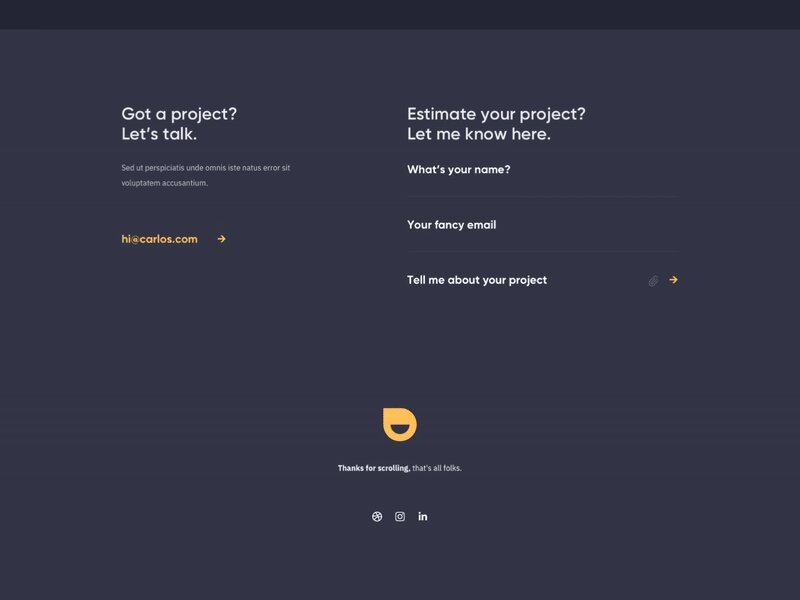 Got a project?
Let’s talk.
Sed ut perspiciatis unde omnis iste natus error sit
voluptatem accusantium.
hi@carlos.com
Estimate your project?
Let me know here.
What’s your name?
Your fancy email
Tell me about your project
Thanks for scrolling, that's all folks.
in